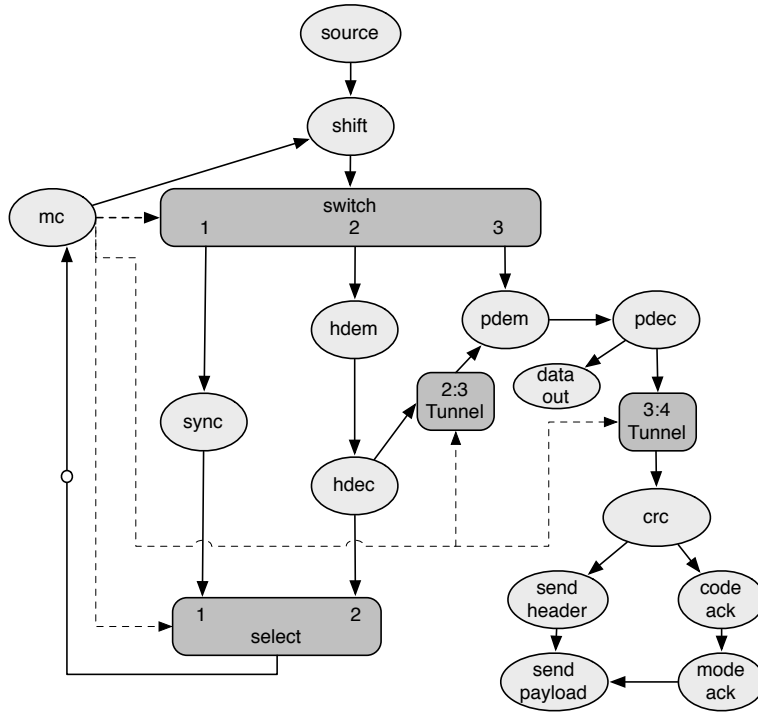 source
shift
mc
switch
1 2 3
hdem
pdem
pdec
data
out
2:3
Tunnel
3:4
Tunnel
sync
hdec
crc
send
header
code
ack
1 2
select
send
payload
mode
ack